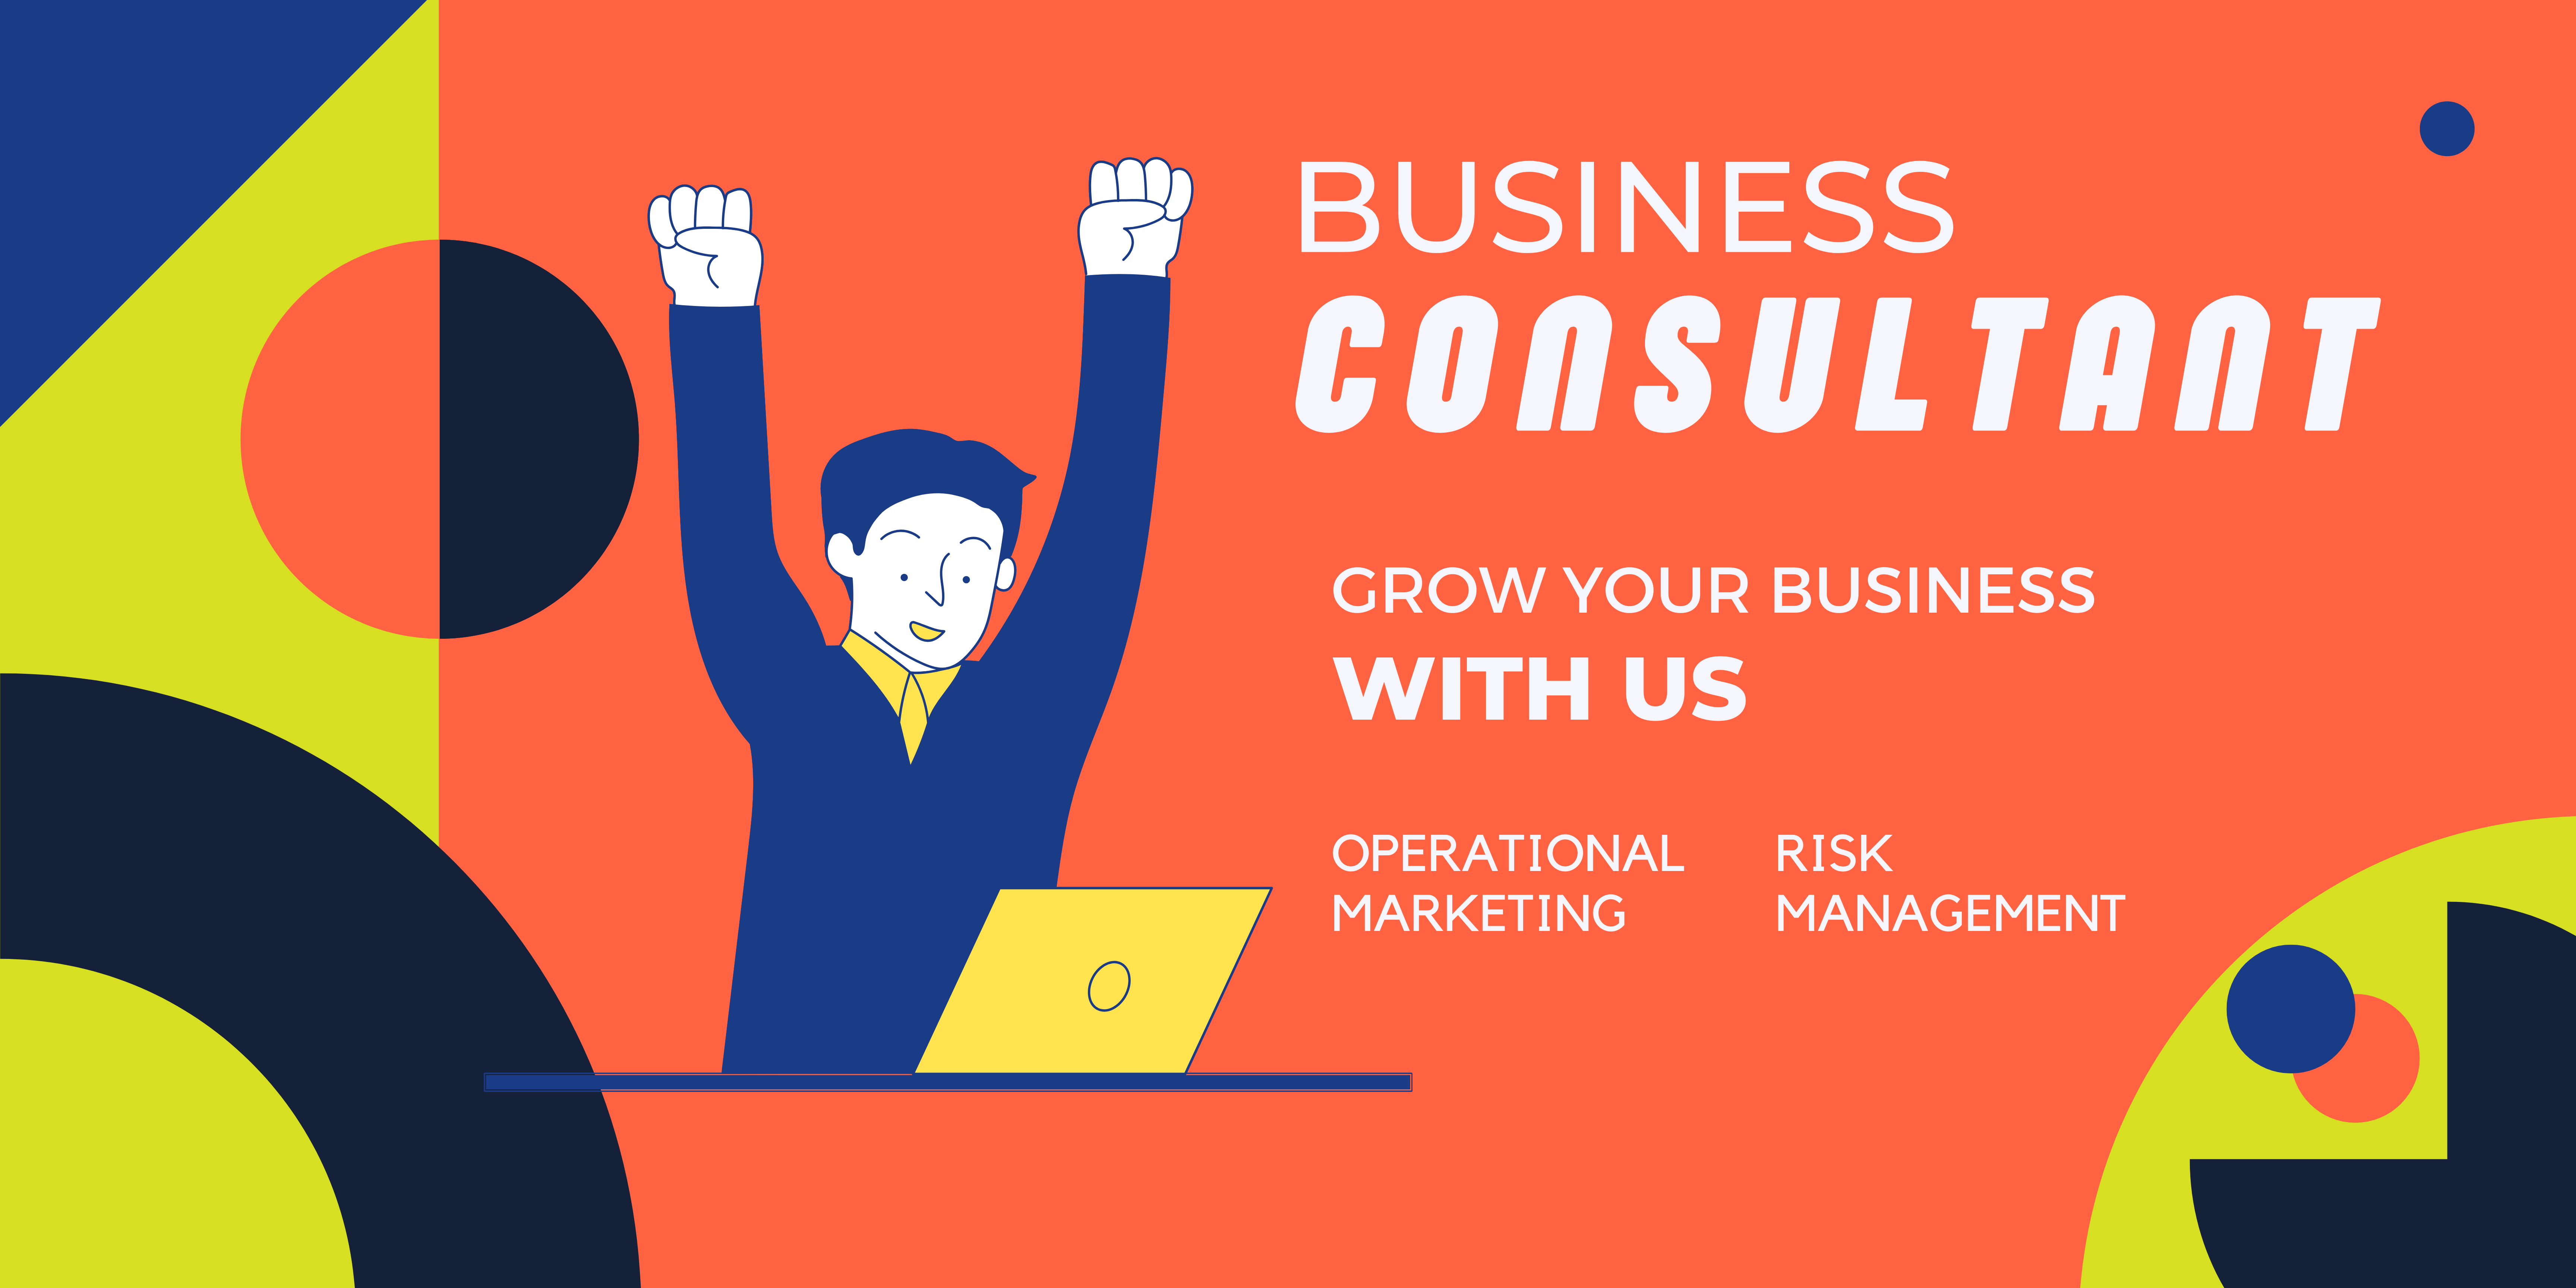 BUSINESS
CONSULTANT
GROW YOUR BUSINESS
WITH US
OPERATIONAL
MARKETING
RISK
MANAGEMENT